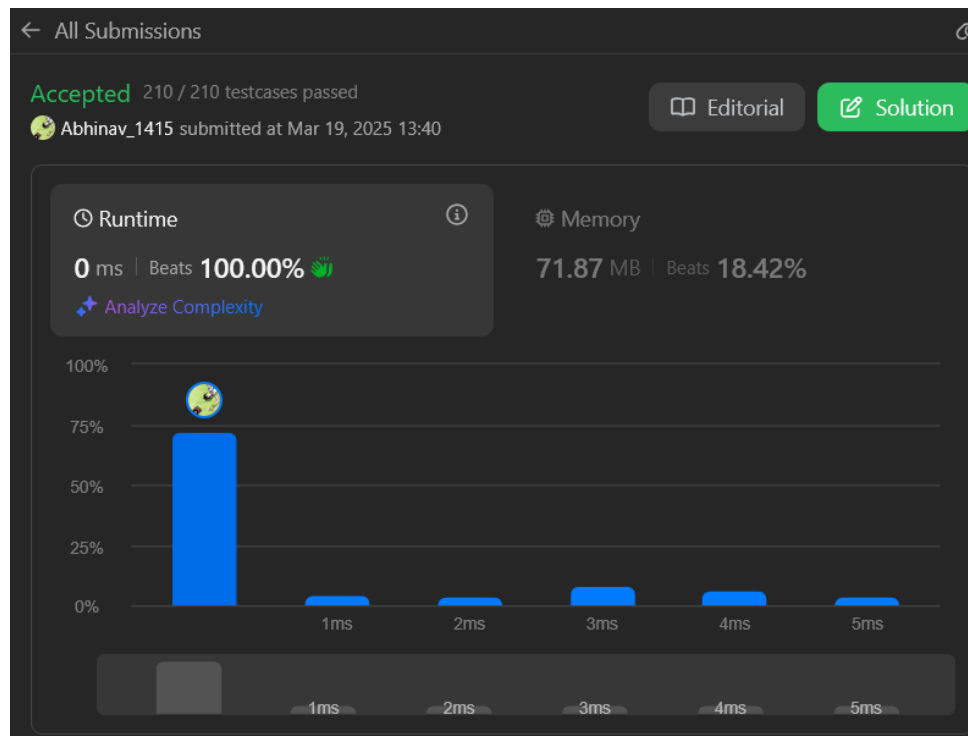 ← All Submissions
Accepted 210 / 210 testcases passed
Abhinav_1415 submitted at Mar 19, 2025 13:40
Editorial
Solution
Runtime
0 ms | Beats 100.00%
Analyze Complexity
Memory
71.87 MB | Beats 18.42%
100%
75%
50%
25%
0%
1ms 2ms 3ms 4ms 5ms
1ms 2ms 3ms 4ms 5ms